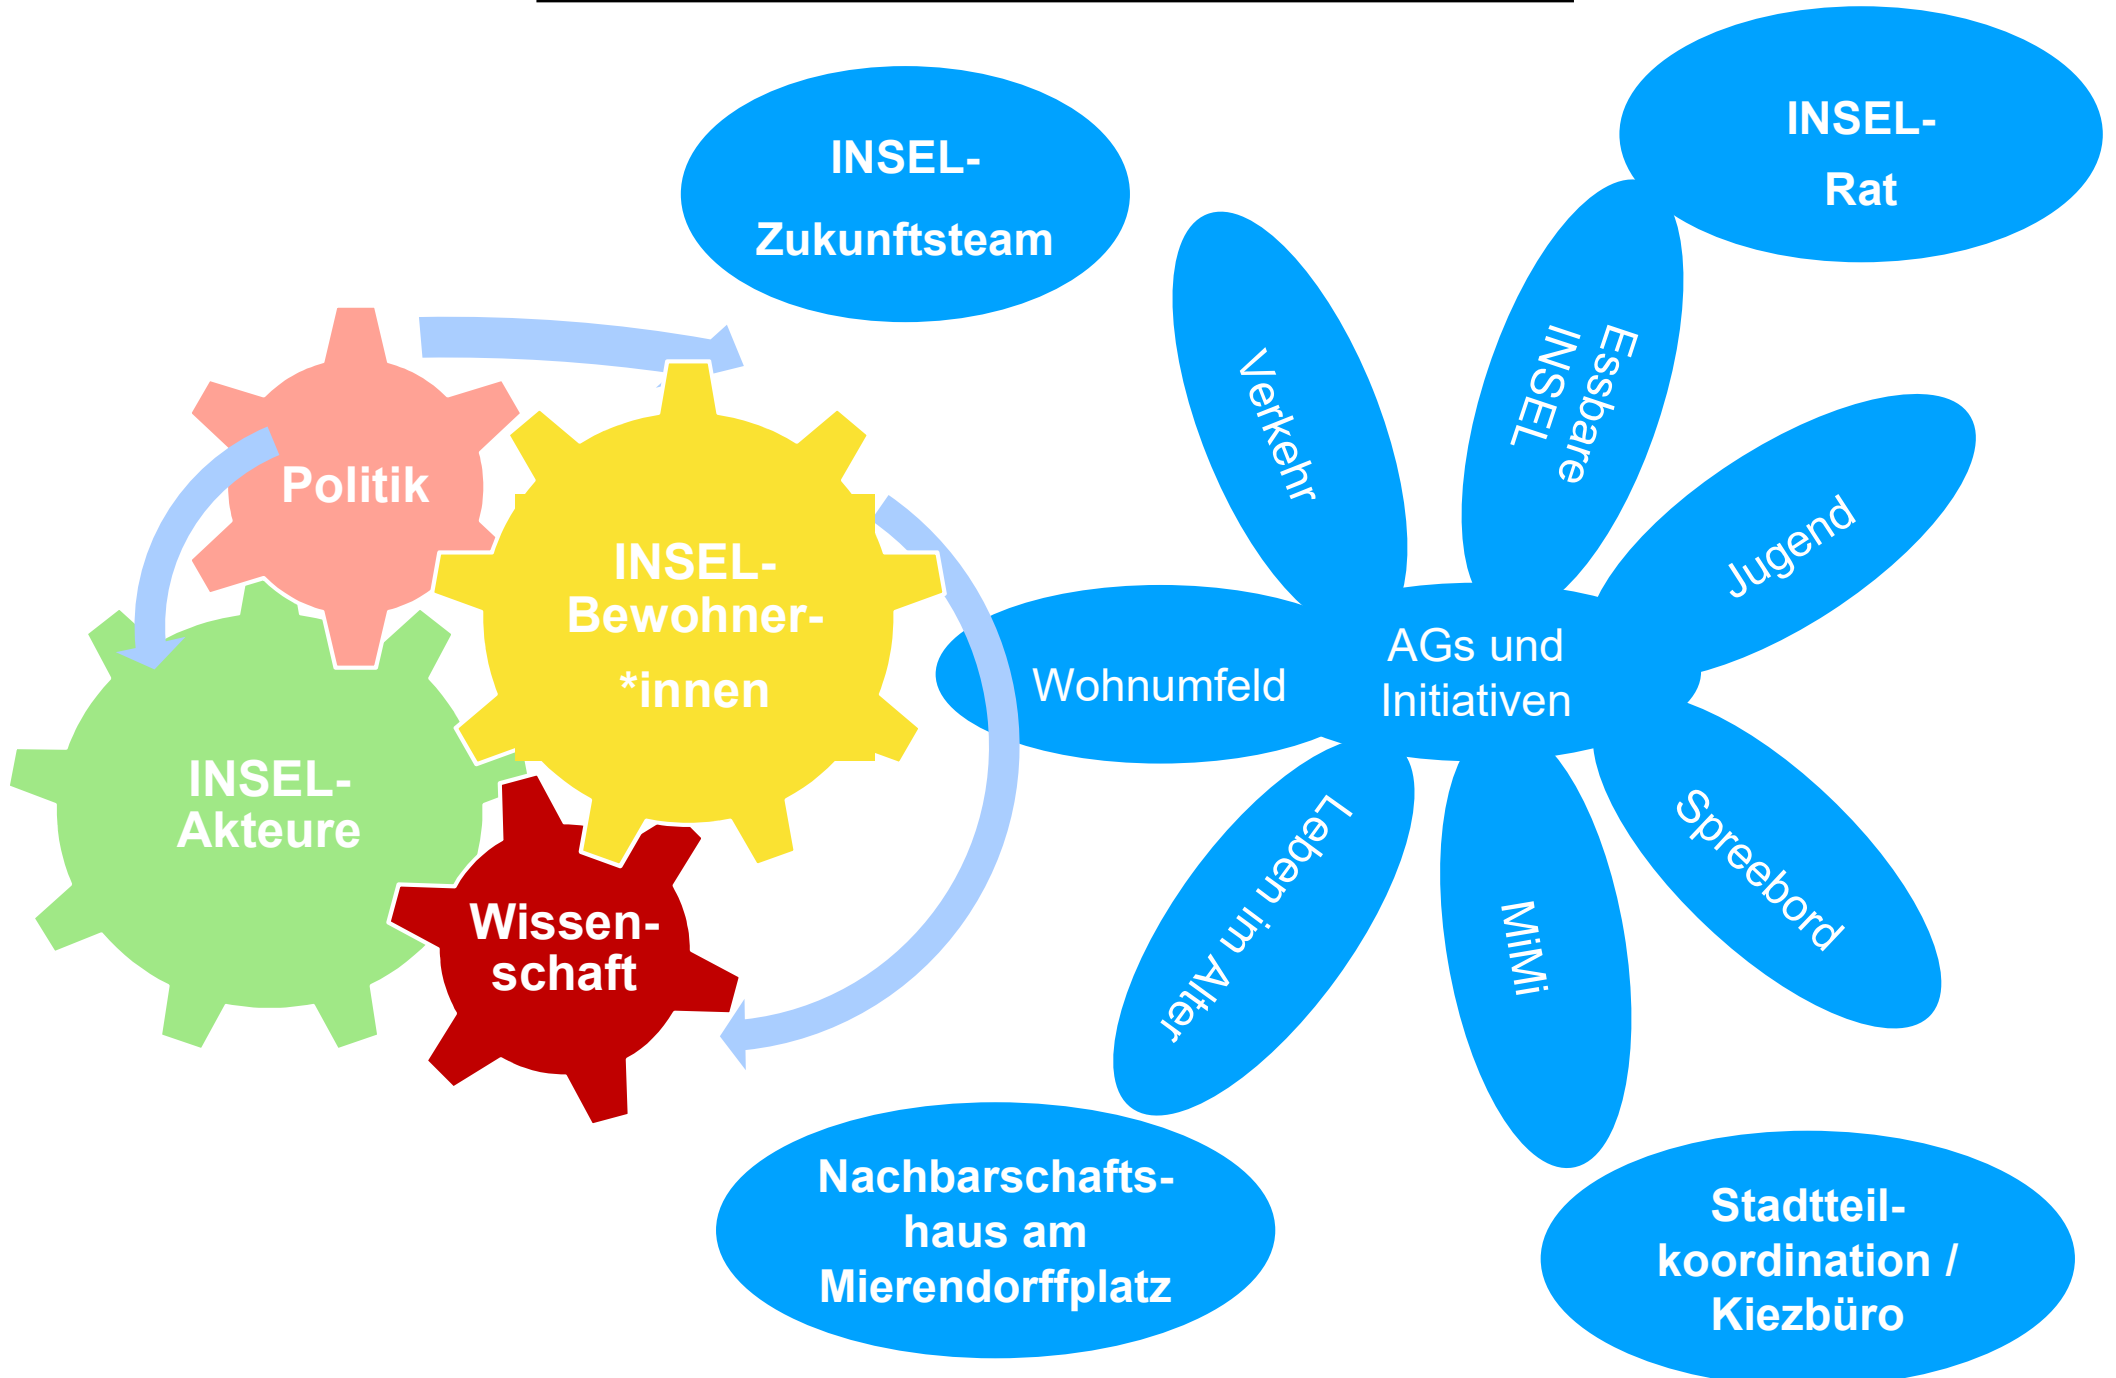 INSEL-
Zukunftsteam
INSEL-
Rat
Politik
INSEL-
Bewohner-
*innen
INSEL-
Akteure
Wissen-
schaft
Verkehr
Essbare
INSEL
Jugend
Wohnumfeld
AGs und
Initiativen
Spreebord
MiMi
Leben im Alter
Nachbarschafts-
haus am
Mierendorffplatz
Stadtteil-
koordination /
Kiezbüro